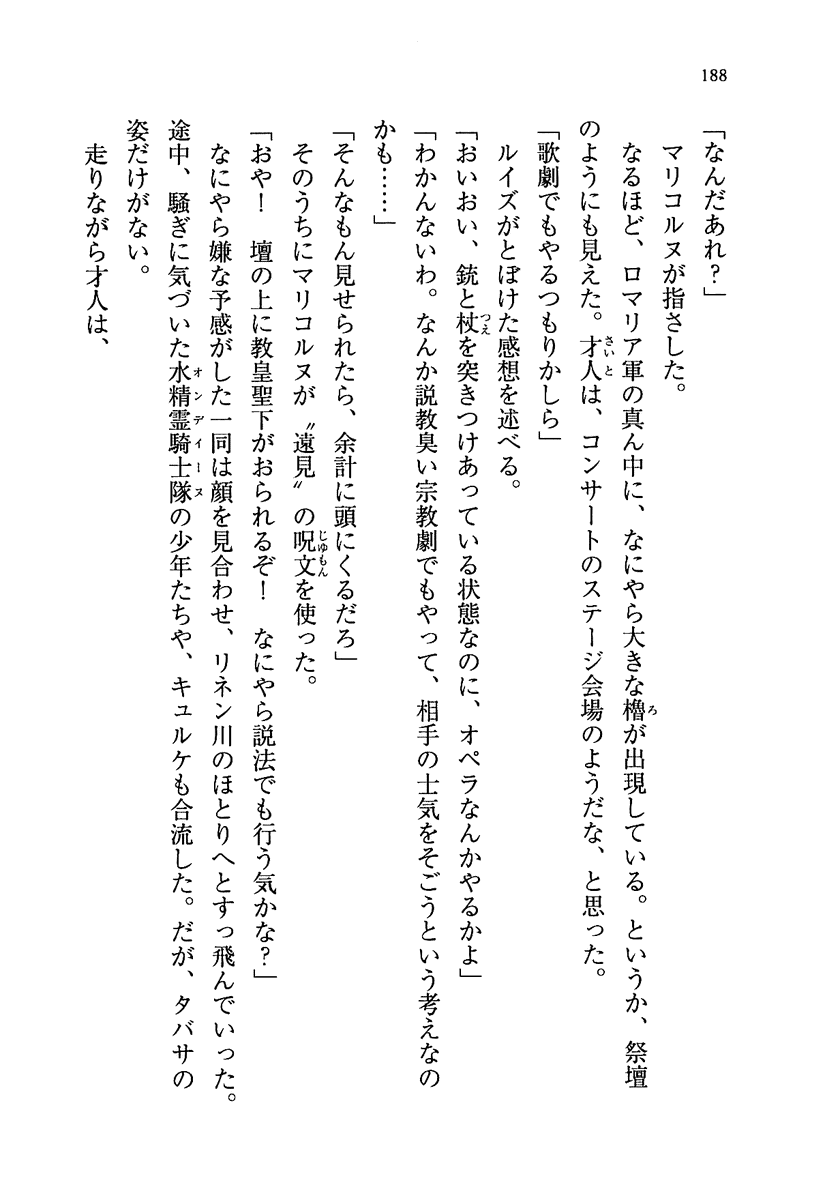 188
「なんだあれ？」
マリコルヌが指さした。
なるほど、ロマリア軍の真ん中に、なにやら大きな櫓が出現している。というか、祭壇
のようにも見えた。才人は、コンサートのステージ会場のようだな、と思った。
「歌劇でもやるつもりかしら」
ルイズがとぼけた感想を述べる。
「おいおい、銃と杖を突きつけあっている状態なのに、オペラなんかやるかよ」
「わかんないわ。なんか説教臭い宗教劇でもやって、相手の士気をそごうという考えなの
かも……」
「そんなもん見せられたら、余計に頭にくるだろ」
そのうちにマリコルヌが〝遠見〟の呪文を使った。
「おや！　壇の上に教皇聖下がおられるぞ！　なにやら説法でも行う気かな？」
なにやら嫌な予感がした一同は顔を見合わせ、リネン川のほとりへとすっ飛んでいった。
途中、騒ぎに気づいた水精霊騎士隊の少年たちや、キュルケも合流した。だが、タバサの
姿だけがない。
走りながら才人は、